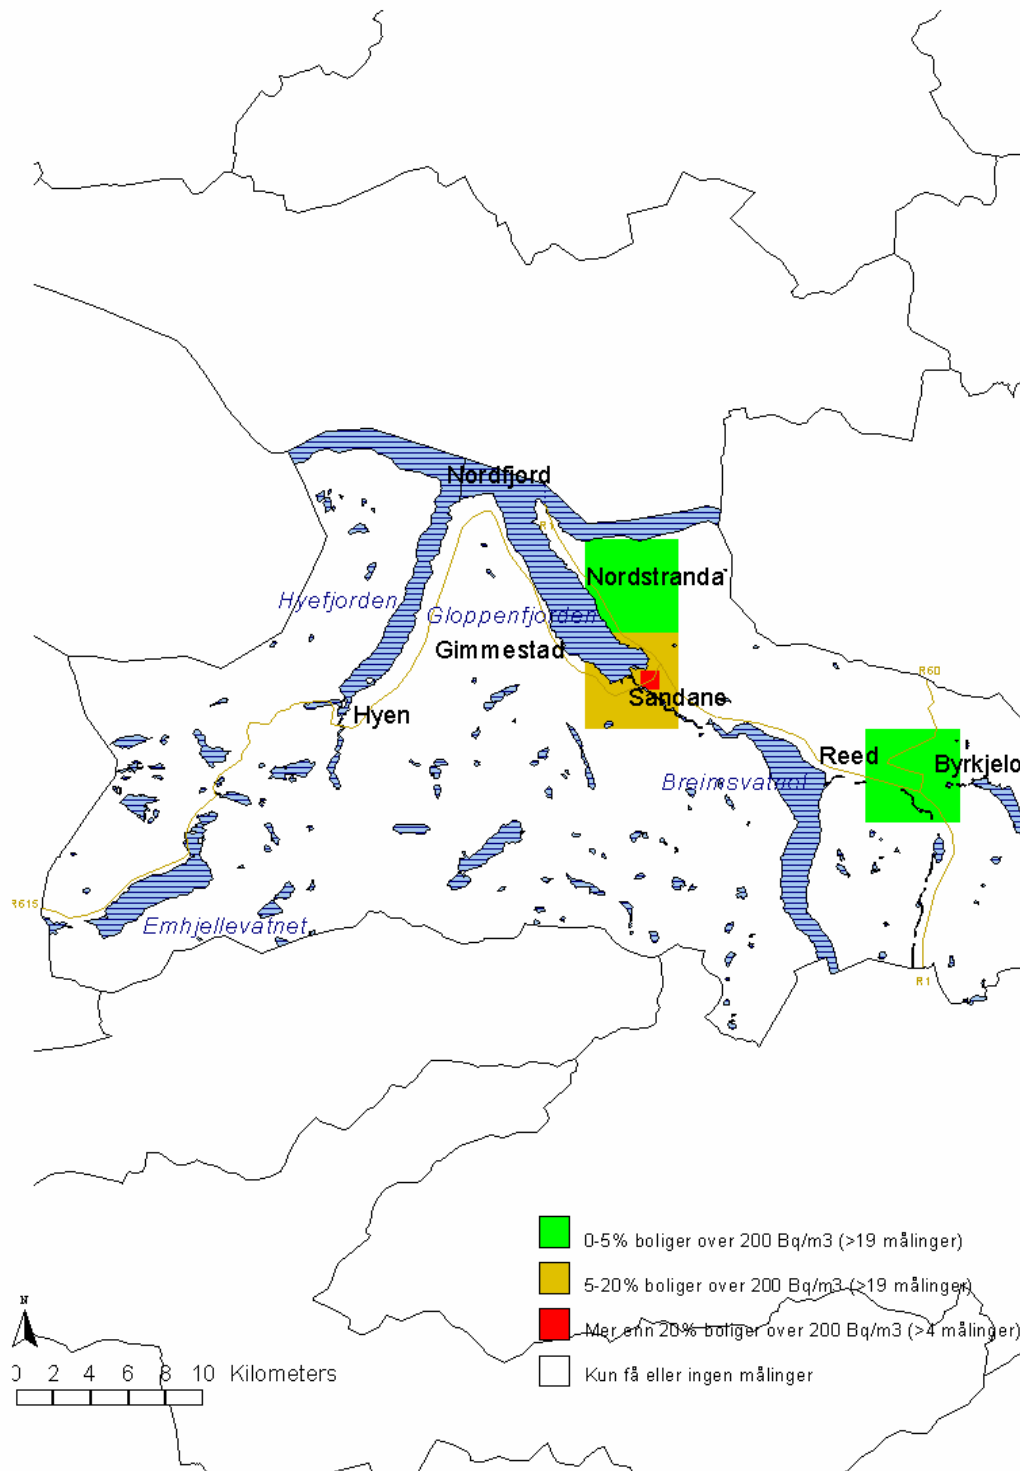 Nordfjord
R1
Nordstranda
Hyefjorden
Gloppenfjorden
Gimmestad
R60
Sandane
Hyen
Reed
Byrkjelo
Breimsvatnet
R615
Emhjellevatnet
R1
0-5% boliger over 200 Bq/m3 (>19 målinger)
5-20% boliger over 200 Bq/m3 (>19 målinger)
N
Mer enn 20% boliger over 200 Bq/m3 (>4 målinger)
0 2 4 6 8 10 Kilometers
Kun få eller ingen målinger